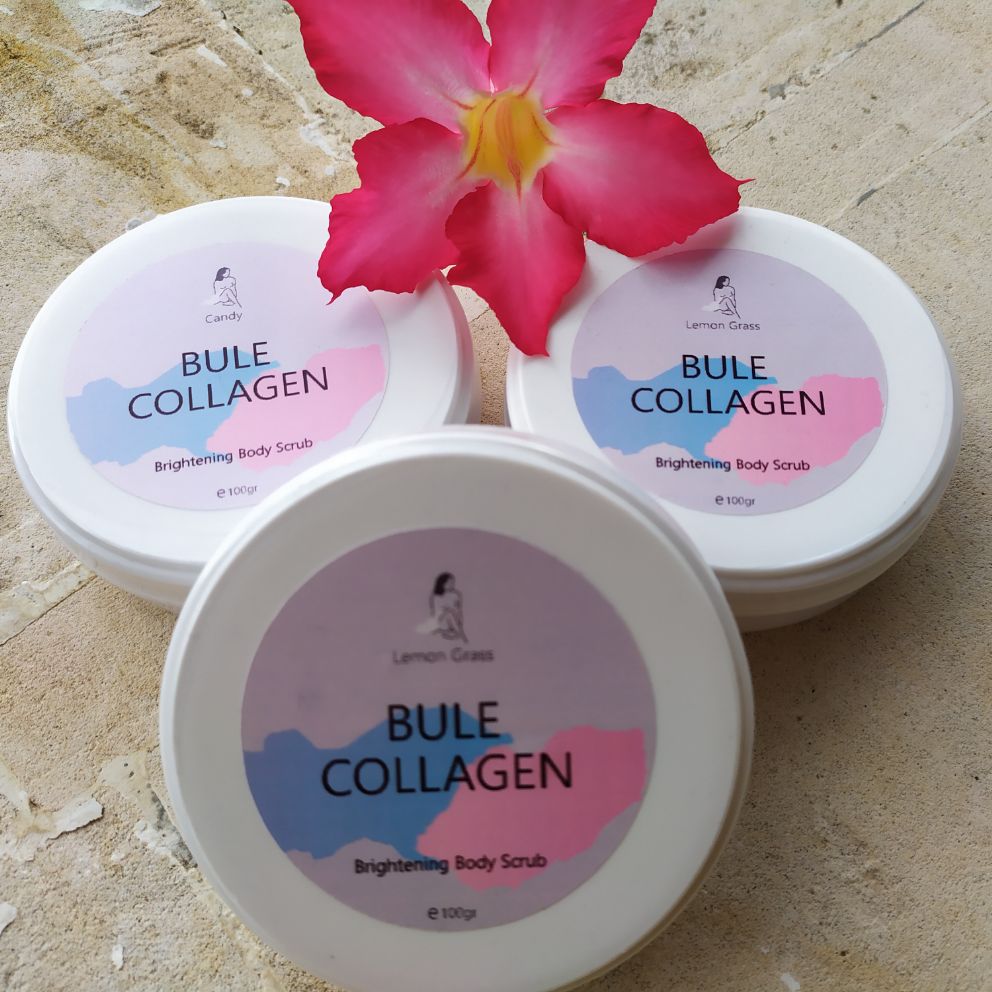 Candy
BULE
COLLAGEN
Brightening Body Scrub
℮ 100gr
Lemon Grass
BULE
COLLAGEN
Brightening Body Scrub
℮ 100gr
Lemon Grass
BULE
COLLAGEN
Brightening Body Scrub
℮ 100gr